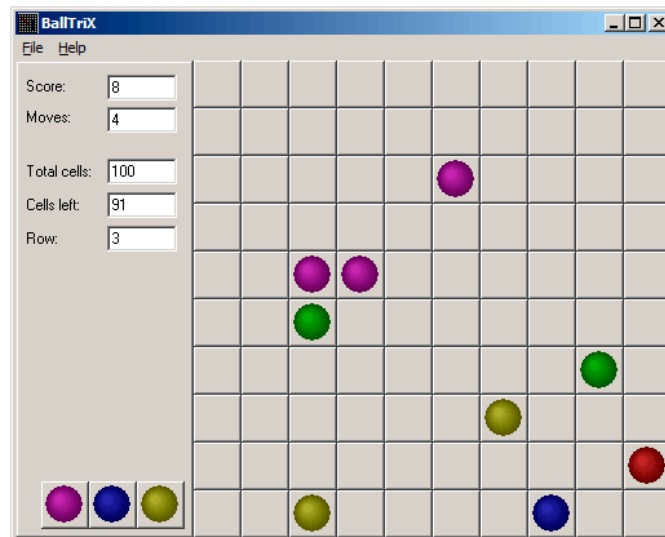 BallTriX
File Help
Score: 8
Moves: 4
Total cells: 100
Cells left: 91
Row: 3